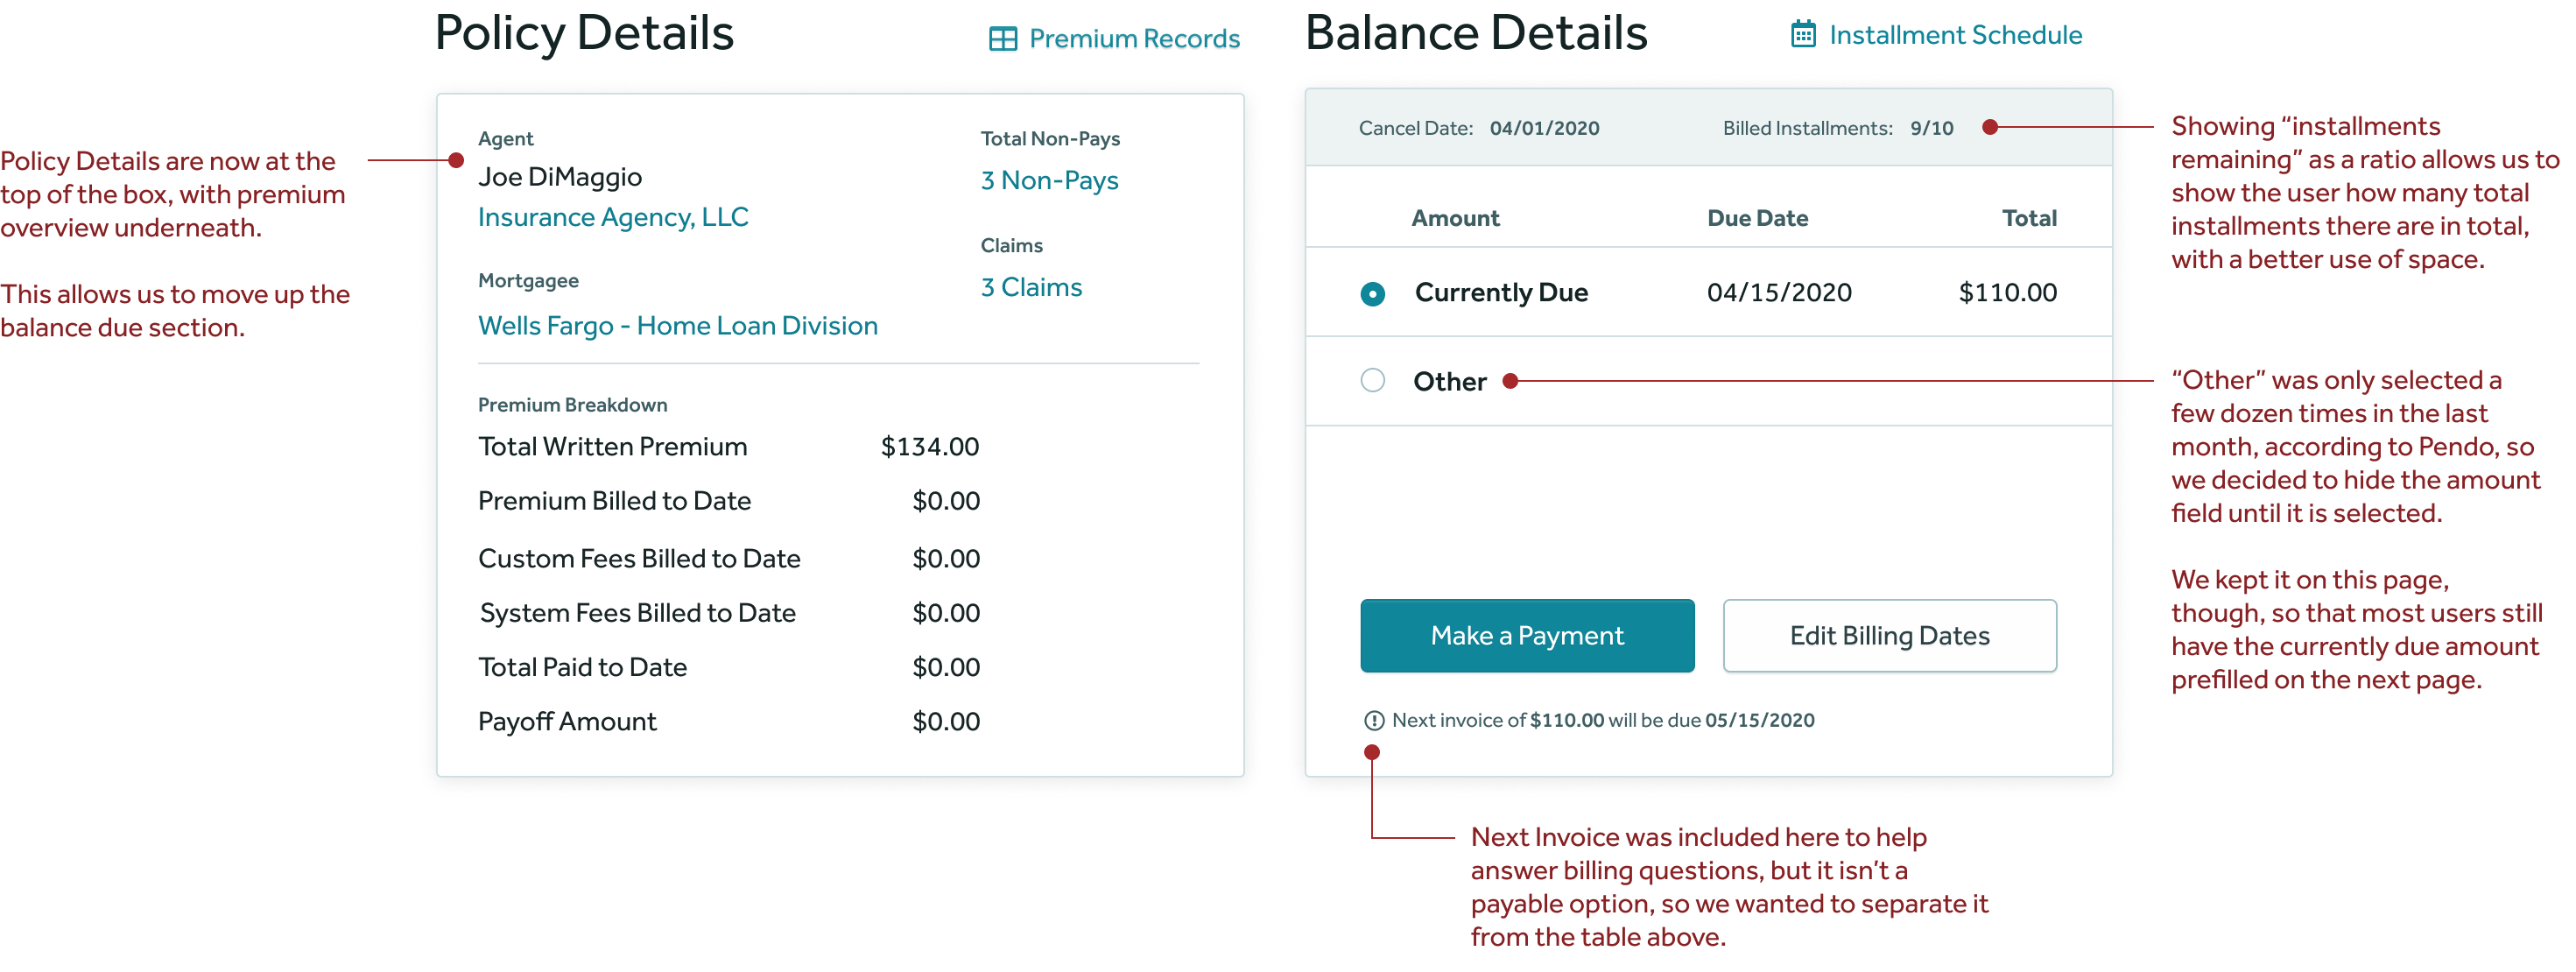 Policy Details
Premium Records
Balance Details
Installment Schedule
Policy Details are now at the
top of the box, with premium
overview underneath.
This allows us to move up the
balance due section.
Agent
Joe DiMaggio
Insurance Agency, LLC
Mortgagee
Wells Fargo - Home Loan Division
Total Non-Pays
3 Non-Pays
Claims
3 Claims
Premium Breakdown
Total Written Premium $134.00
Premium Billed to Date $0.00
Custom Fees Billed to Date $0.00
System Fees Billed to Date $0.00
Total Paid to Date $0.00
Payoff Amount $0.00
Cancel Date: 04/01/2020 Billed Installments: 9/10
Amount Due Date Total
Currently Due 04/15/2020 $110.00
Other
Make a Payment Edit Billing Dates
Next invoice of $110.00 will be due 05/15/2020
Showing “installments
remaining” as a ratio allows us to
show the user how many total
installments there are in total,
with a better use of space.
“Other” was only selected a
few dozen times in the last
month, according to Pendo, so
we decided to hide the amount
field until it is selected.
We kept it on this page,
though, so that most users still
have the currently due amount
prefilled on the next page.
Next Invoice was included here to help
answer billing questions, but it isn’t a
payable option, so we wanted to separate it
from the table above.